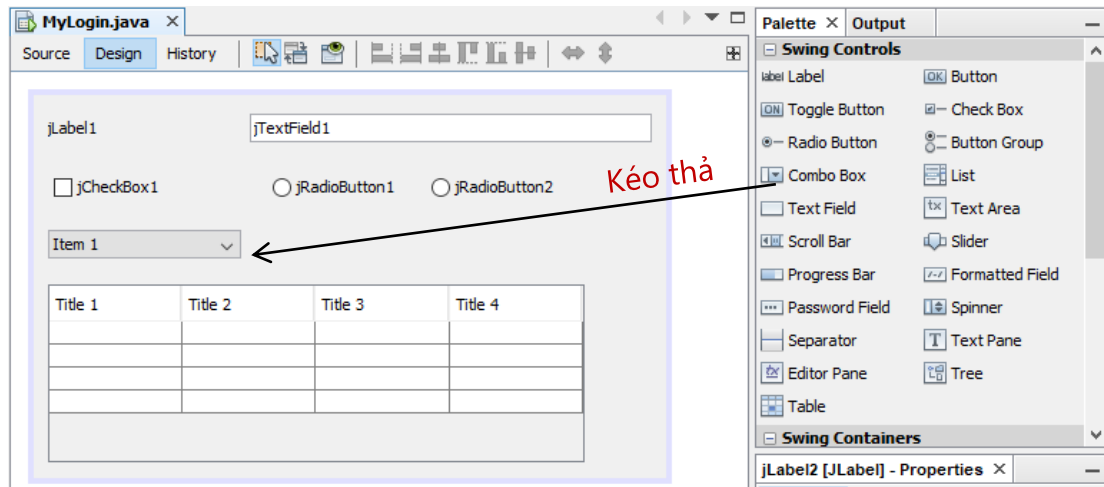 MyLogin.java
Source Design History
jLabel1 jTextField1
jCheckBox1 jRadioButton1 jRadioButton2
Kéo thả
Item 1
Title 1 Title 2 Title 3 Title 4
Palette Output
Swing Controls
label Label OK Button
ON Toggle Button Check Box
Radio Button Button Group
Combo Box List
Text Field tx Text Area
Scroll Bar Slider
Progress Bar Formatted Field
Password Field Spinner
Separator T Text Pane
tx Editor Pane Tree
Table
Swing Containers
jLabel2 [JLabel] - Properties